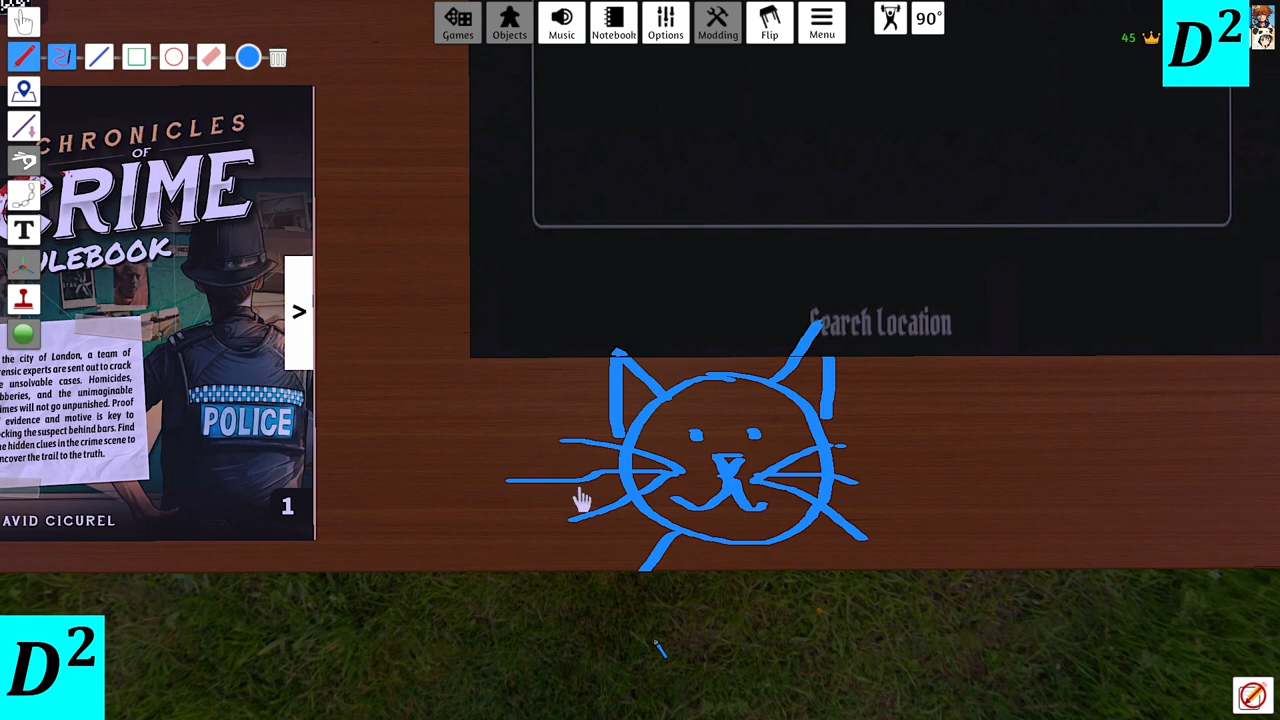 Games
Objects
Music
Notebook
Options
Modding
Flip
Menu
90°
45
D²
T
CHRONICLES
OF
CRIME
ULEBOOK
the city of London, a team of
rensic experts are sent out to crack
unsolvable cases. Homicides,
bberies, and the unimaginable
imes will not go unpunished. Proof
evidence and motive is key to
cking the suspect behind bars. Find
e hidden clues in the crime scene to
ncover the trail to the truth.
POLICE
AVID CICUREL
1
>
Search Location
D²